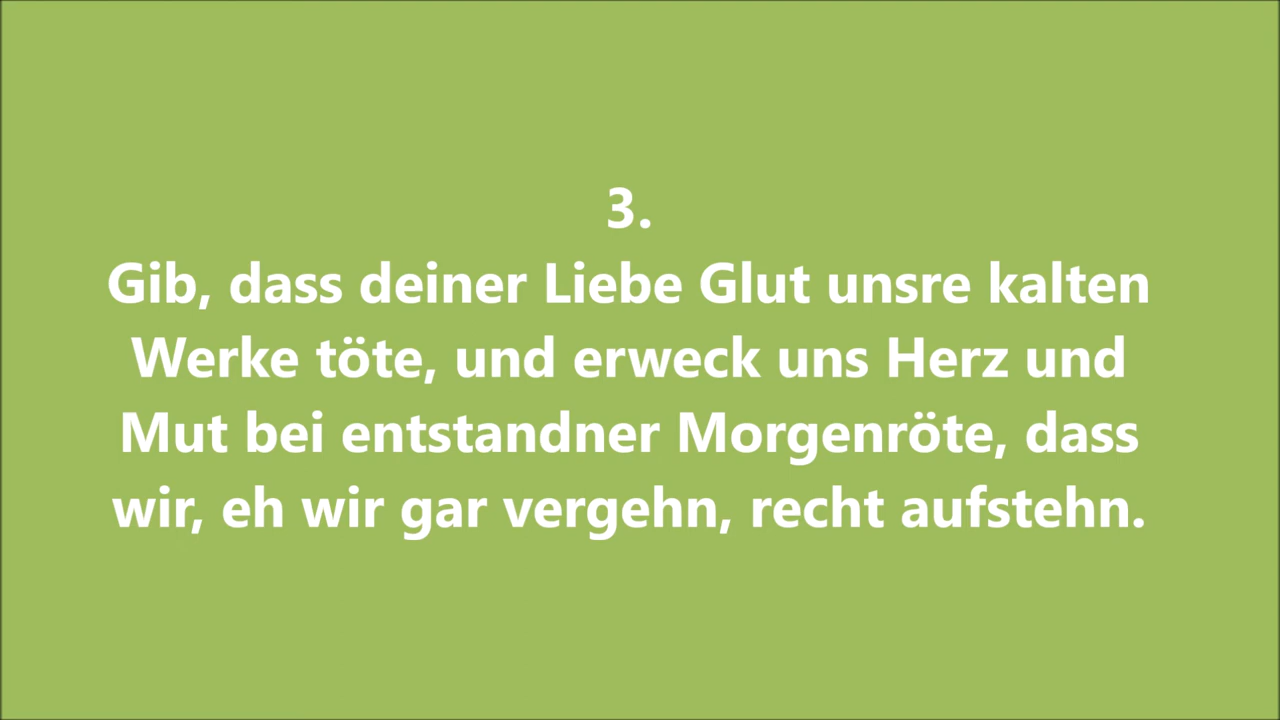 3.
Gib, dass deiner Liebe Glut unsre kalten
Werke töte, und erweck uns Herz und
Mut bei entstandner Morgenröte, dass
wir, eh wir gar vergehn, recht aufstehn.